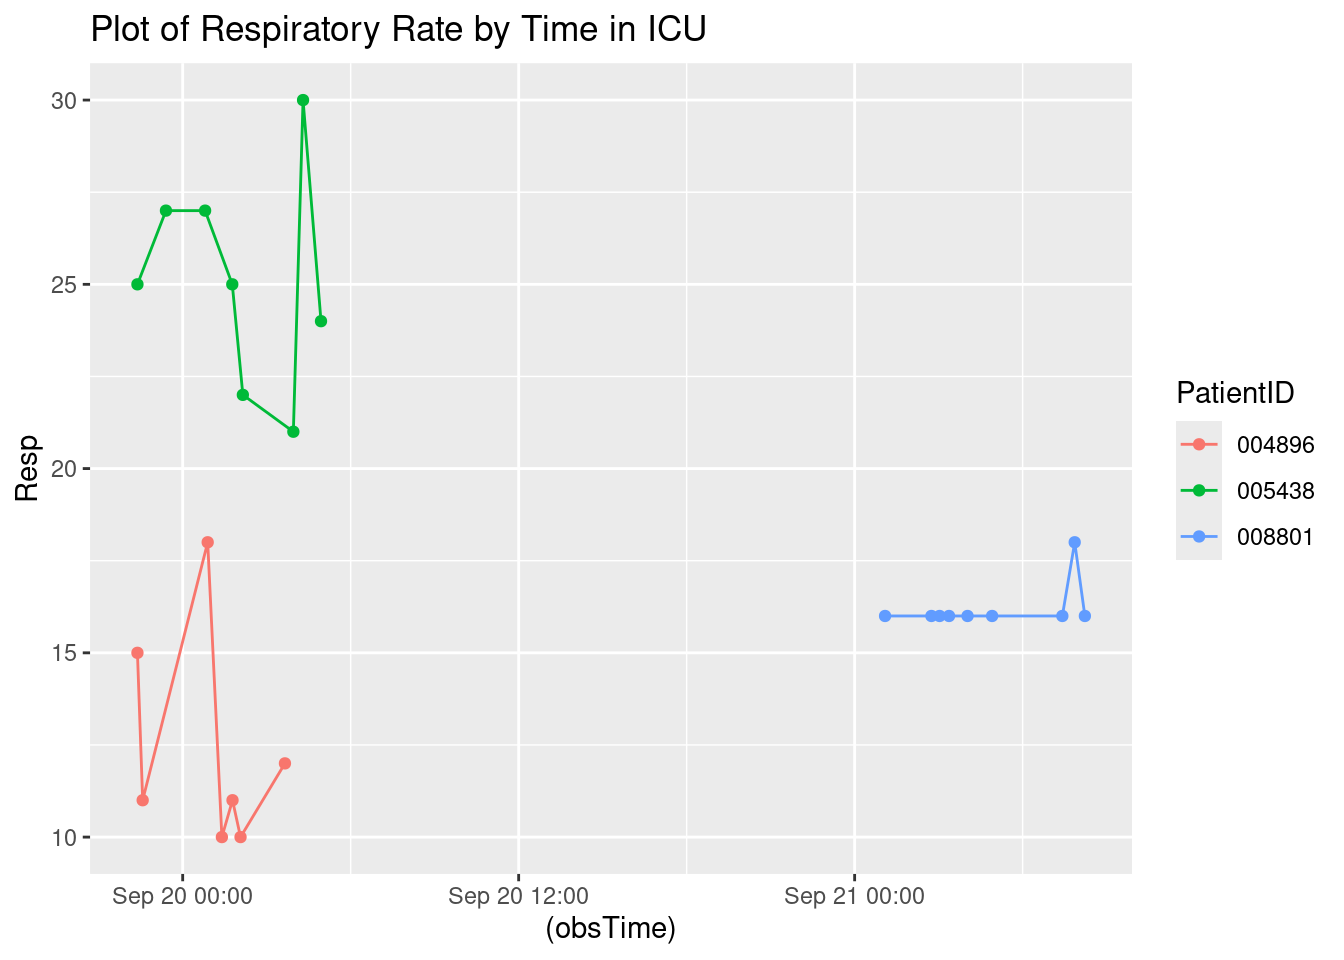 Plot of Respiratory Rate by Time in ICU
30
25
20
15
10
Resp
Sep 20 00:00
Sep 20 12:00
Sep 21 00:00
(obsTime)
PatientID
004896
005438
008801